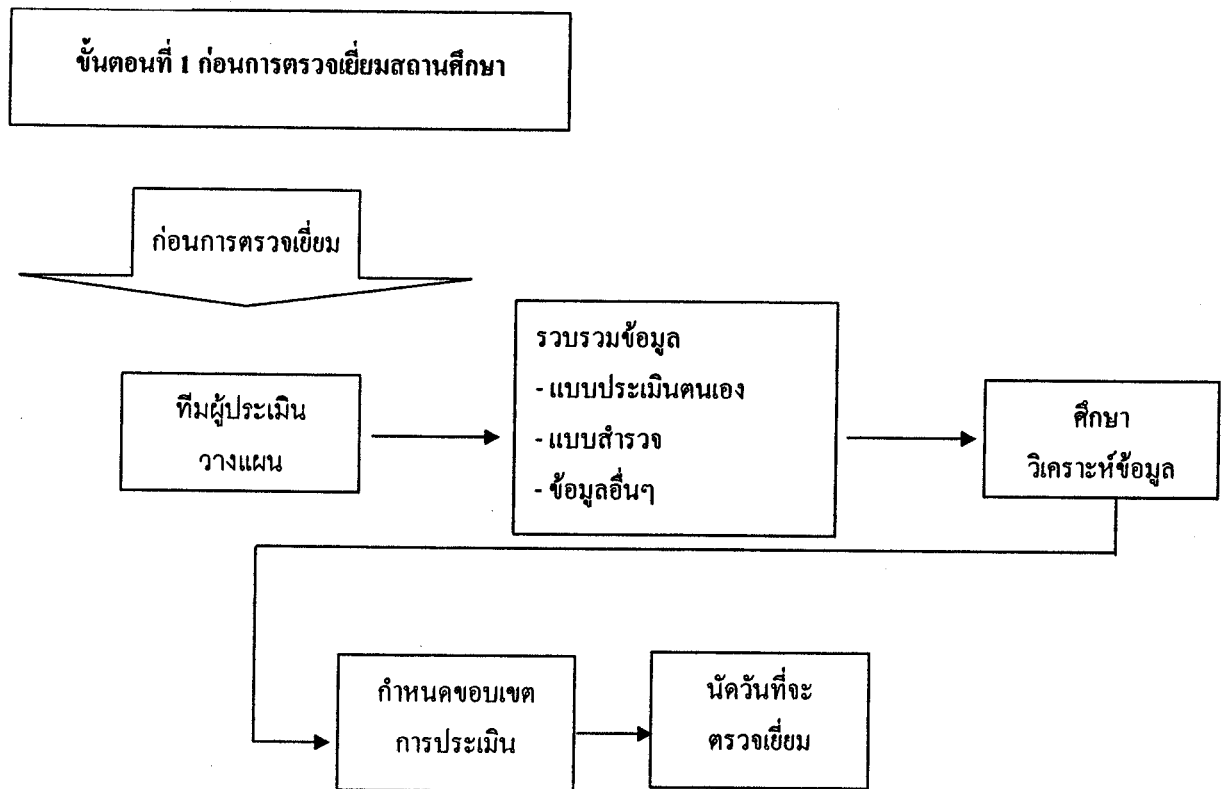 ขั้นตอนที่ 1 ก่อนการตรวจเยี่ยมสถานศึกษา
ก่อนการตรวจเยี่ยม
ทีมผู้ประเมิน
วางแผน
รวบรวมข้อมูล
- แบบประเมินตนเอง
- แบบสำรวจ
- ข้อมูลอื่นๆ
ศึกษา
วิเคราะห์ข้อมูล
กำหนดขอบเขต
การประเมิน
นัดวันที่จะ
ตรวจเยี่ยม